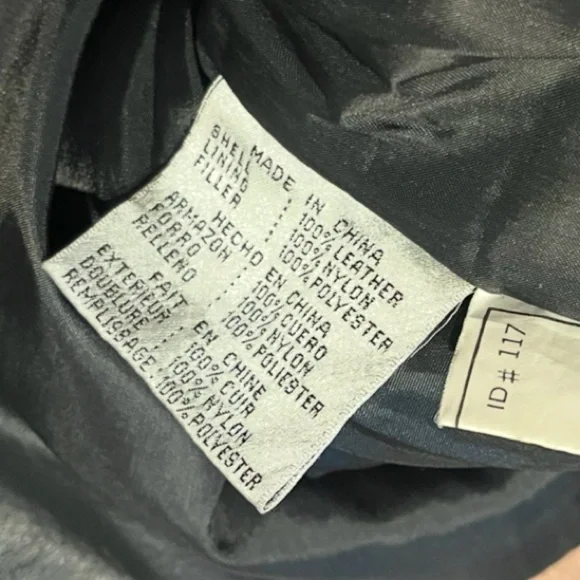 MADE IN CHINA
SHELL : 100% LEATHER
LINING : 100% NYLON
FILLER : 100% POLYESTER
HECHO EN CHINA
ARMAZON : 100% CUERO
FORRO : 100% NYLON
RELLENO : 100% POLIESTER
FAIT EN CHINE
EXTERIEUR : 100% CUIR
DOUBLURE : 100% NYLON
REMPLISSAGE : 100% POLYESTER
ID # 117